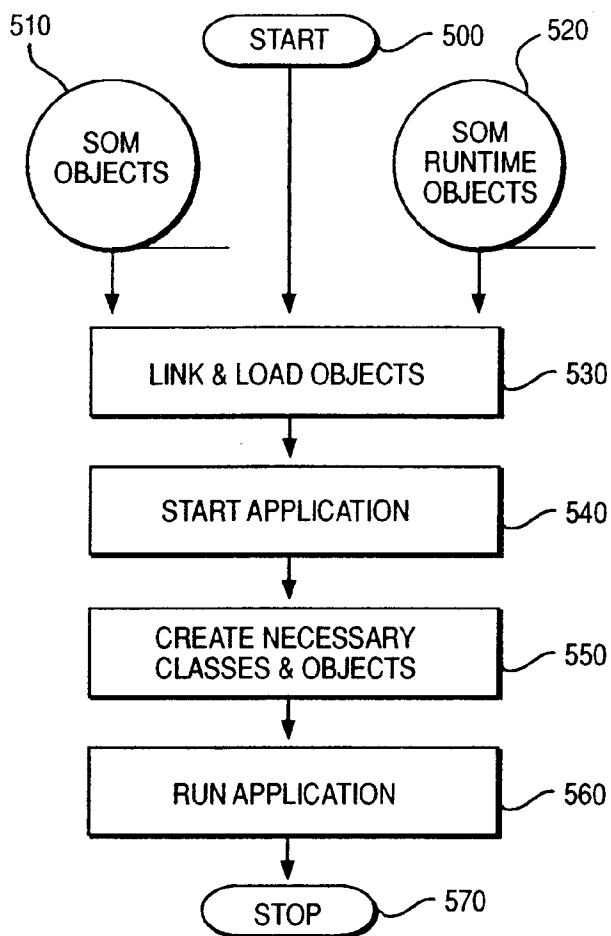 510
START
500
520
SOM
OBJECTS
SOM
RUNTIME
OBJECTS
LINK & LOAD OBJECTS
530
START APPLICATION
540
CREATE NECESSARY
CLASSES & OBJECTS
550
RUN APPLICATION
560
STOP
570